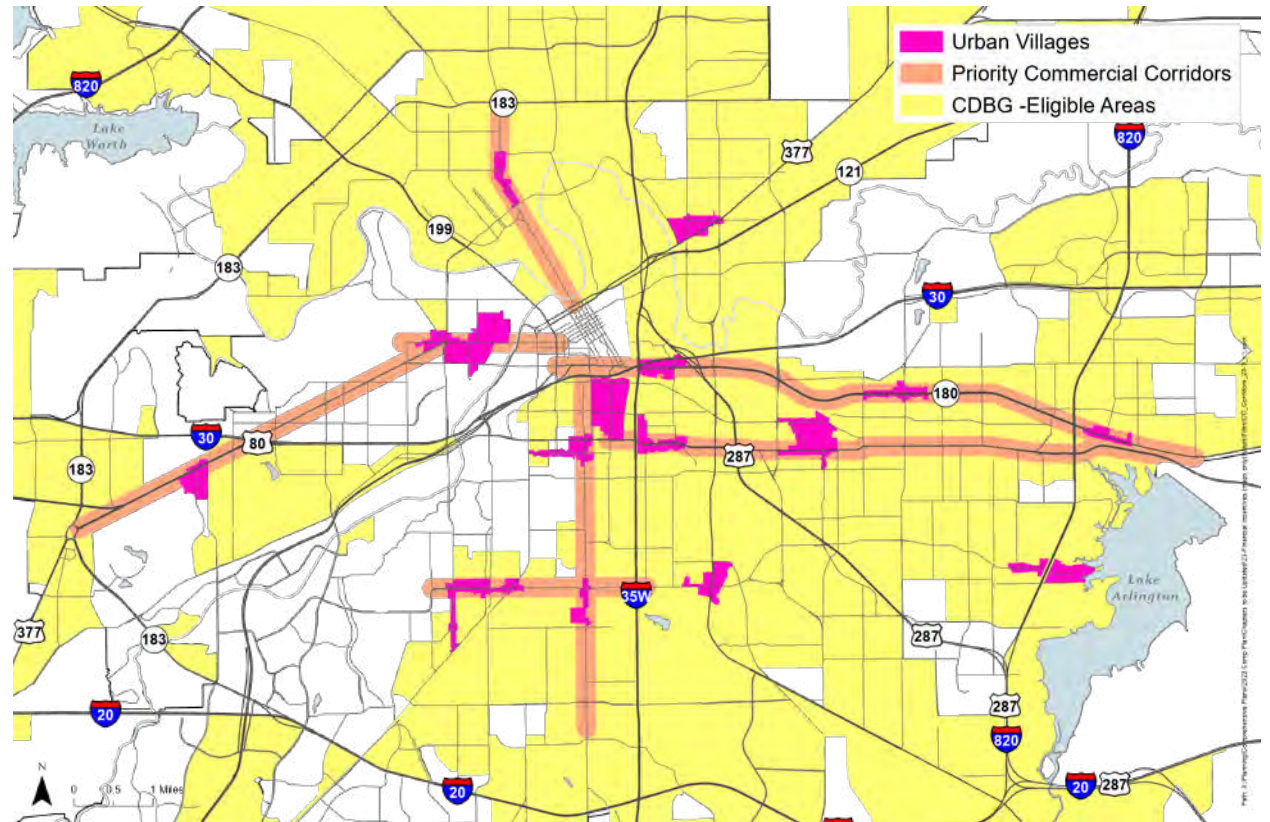 Urban Villages
Priority Commercial Corridors
CDBG -Eligible Areas
820
Lake
Worth
183
377
820
121
199
183
30
180
30
80
183
287
35W
Lake
Arlington
377
183
287
20
287
820
20
20
287
N
0 0.5 1 Miles